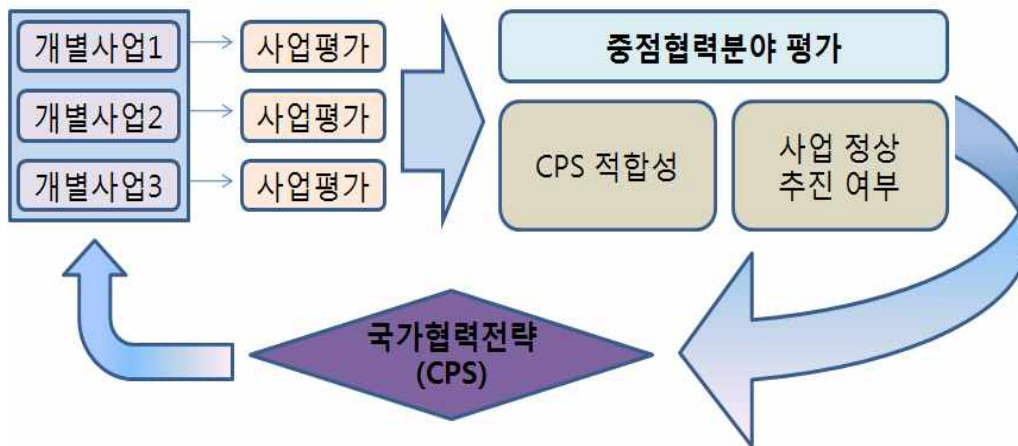 개별사업1
사업평가
개별사업2
사업평가
개별사업3
사업평가
중점협력분야 평가
CPS 적합성
사업 정상
추진 여부
국가협력전략
(CPS)